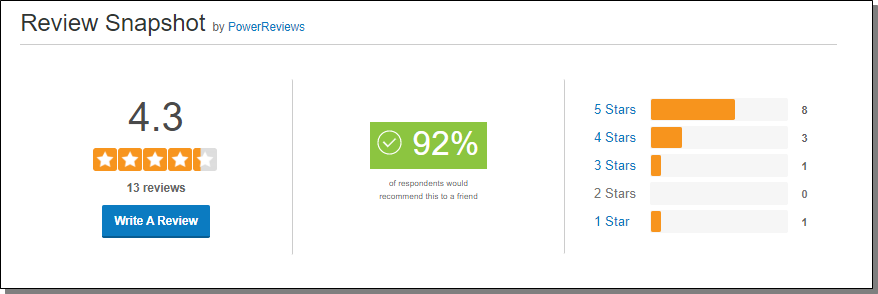 Review Snapshot by PowerReviews
4.3
13 reviews
Write A Review
92%
of respondents would
recommend this to a friend
5 Stars 8
4 Stars 3
3 Stars 1
2 Stars 0
1 Star 1